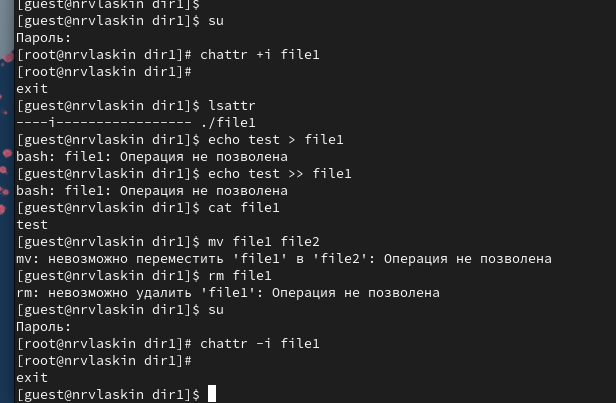 [guest@nrvlaskin dir1]$
[guest@nrvlaskin dir1]$ su
Пароль:
[root@nrvlaskin dir1]# chattr +i file1
[root@nrvlaskin dir1]#
exit
[guest@nrvlaskin dir1]$ lsattr
----i----------------- ./file1
[guest@nrvlaskin dir1]$ echo test > file1
bash: file1: Операция не позволена
[guest@nrvlaskin dir1]$ echo test >> file1
bash: file1: Операция не позволена
[guest@nrvlaskin dir1]$ cat file1
test
[guest@nrvlaskin dir1]$ mv file1 file2
mv: невозможно переместить 'file1' в 'file2': Операция не позволена
[guest@nrvlaskin dir1]$ rm file1
rm: невозможно удалить 'file1': Операция не позволена
[guest@nrvlaskin dir1]$ su
Пароль:
[root@nrvlaskin dir1]# chattr -i file1
[root@nrvlaskin dir1]#
exit
[guest@nrvlaskin dir1]$